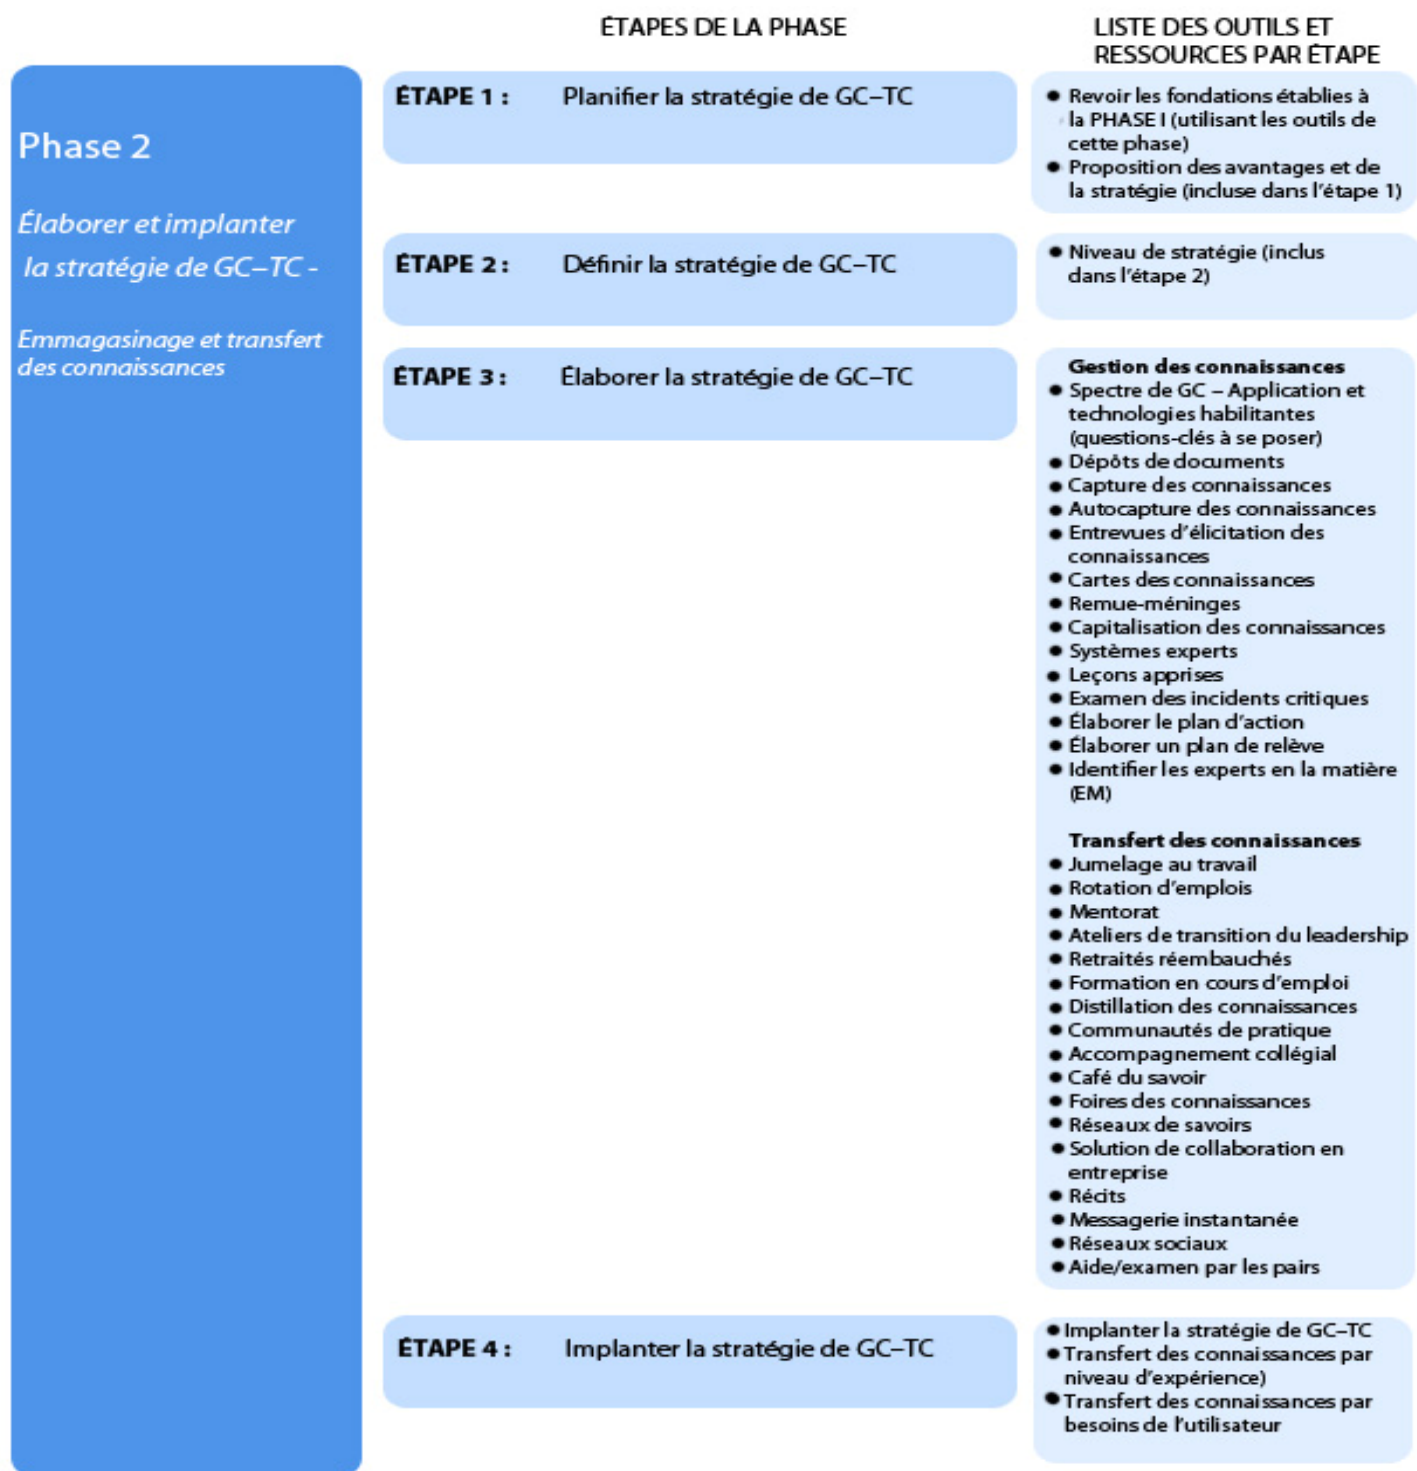 ÉTAPES DE LA PHASE
LISTE DES OUTILS ET
RESSOURCES PAR ÉTAPE
Phase 2
Élaborer et implanter
la stratégie de GC–TC -
Emmagasinage et transfert
des connaissances
ÉTAPE 1 : Planifier la stratégie de GC–TC
● Revoir les fondations établies à
la PHASE I (utilisant les outils de
cette phase)
● Proposition des avantages et de
la stratégie (incluse dans l'étape 1)
ÉTAPE 2 : Définir la stratégie de GC–TC
● Niveau de stratégie (inclus
dans l'étape 2)
ÉTAPE 3 : Élaborer la stratégie de GC–TC
Gestion des connaissances
● Spectre de GC – Application et
technologies habilitantes
(questions-clés à se poser)
● Dépôts de documents
● Capture des connaissances
● Autocapture des connaissances
● Entrevues d'élicitation des
connaissances
● Cartes des connaissances
● Remue-méninges
● Capitalisation des connaissances
● Systèmes experts
● Leçons apprises
● Examen des incidents critiques
● Élaborer le plan d'action
● Élaborer un plan de relève
● Identifier les experts en la matière
(EM)
Transfert des connaissances
● Jumelage au travail
● Rotation d'emplois
● Mentorat
● Ateliers de transition du leadership
● Retraités réembauchés
● Formation en cours d'emploi
● Distillation des connaissances
● Communautés de pratique
● Accompagnement collégial
● Café du savoir
● Foires des connaissances
● Réseaux de savoirs
● Solution de collaboration en
entreprise
● Récits
● Messagerie instantanée
● Réseaux sociaux
● Aide/examen par les pairs
ÉTAPE 4 : Implanter la stratégie de GC–TC
● Implanter la stratégie de GC–TC
● Transfert des connaissances par
niveau d'expérience)
● Transfert des connaissances par
besoins de l'utilisateur